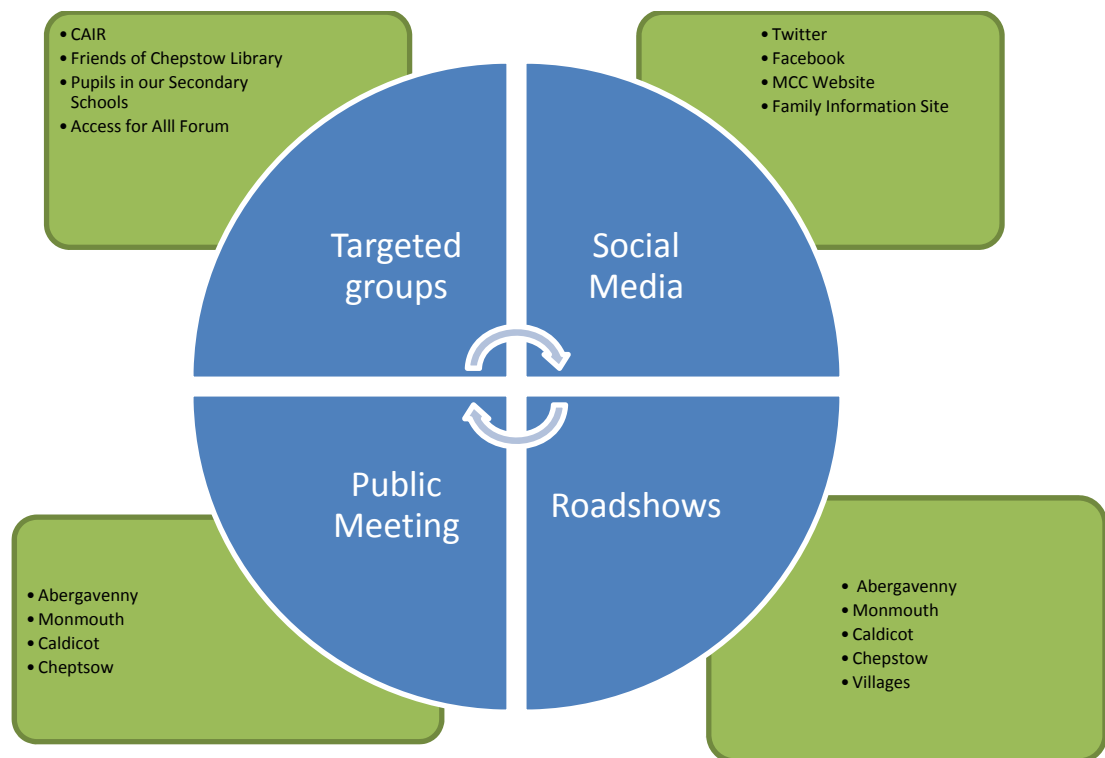 • CAIR
• Friends of Chepstow Library
• Pupils in our Secondary
Schools
• Access for Alll Forum
• Twitter
• Facebook
• MCC Website
• Family Information Site
Targeted
groups
Social
Media
Public
Meeting
Roadshows
• Abergavenny
• Monmouth
• Caldicot
• Cheptsow
• Abergavenny
• Monmouth
• Caldicot
• Chepstow
• Villages